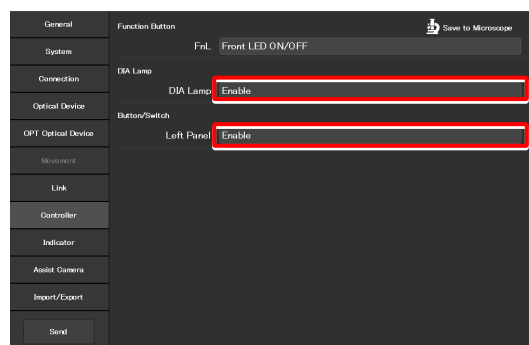 General
System
Connection
Optical Device
OPT Optical Device
Movement
Link
Controller
Indicator
Assist Camera
Import/Export
Send
Function Button
Save to Microscope
FnL Front LED ON/OFF
DIA Lamp
DIA Lamp Enable
Button/Switch
Left Panel Enable